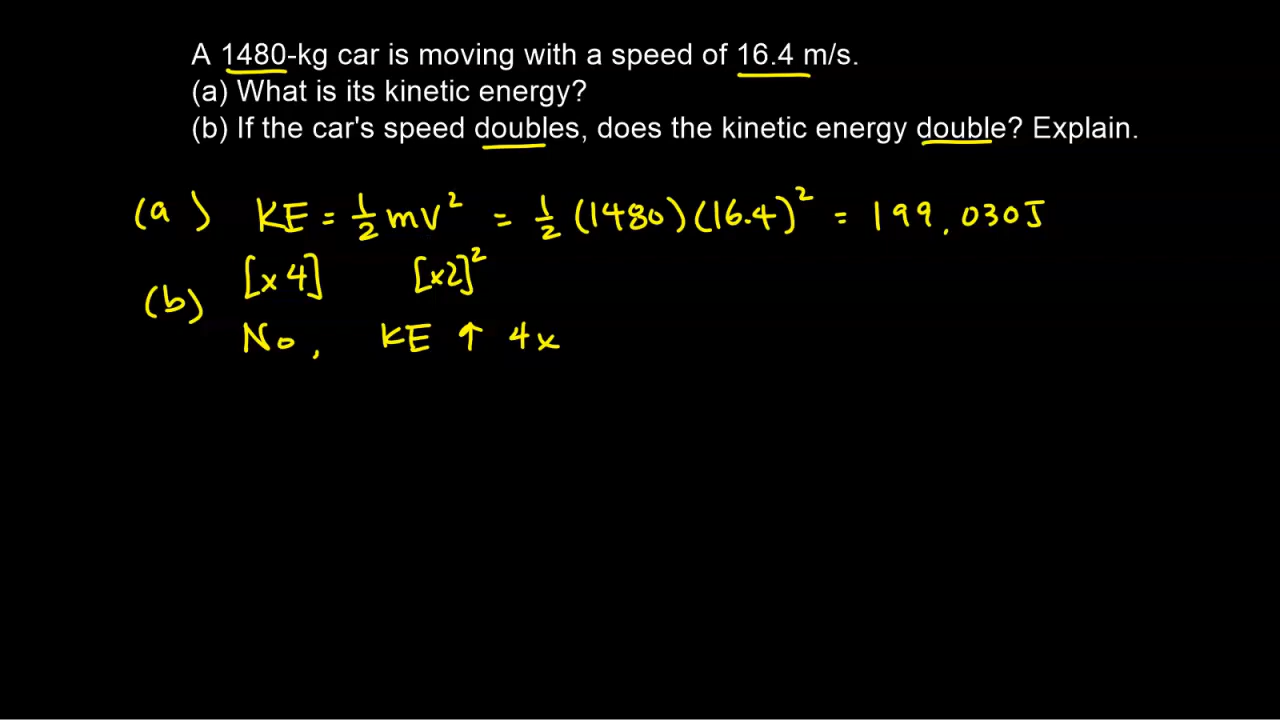 A 1480-kg car is moving with a speed of 16.4 m/s.
(a) What is its kinetic energy?
(b) If the car's speed doubles, does the kinetic energy double? Explain.
(a) KE = 1/2 mv² = 1/2 (1480)(16.4)² = 199,030J
[x4] [x2]²
(b)
No, KE ↑ 4x